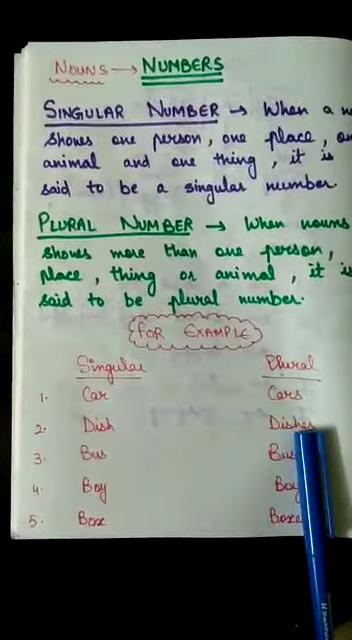 NOUNS → NUMBERS
SINGULAR NUMBER → When a
shows one person, one place,
animal and one thing, it is
said to be a singular number.
PLURAL NUMBER → When nouns
shows more than one person,
place, thing or animal, it is
said to be plural number.
FOR EXAMPLE
Singular Plural
1. Car Cars
2. Dish Dishes
3. Bus Bus
4. Boy Boy
5. Box Boxe